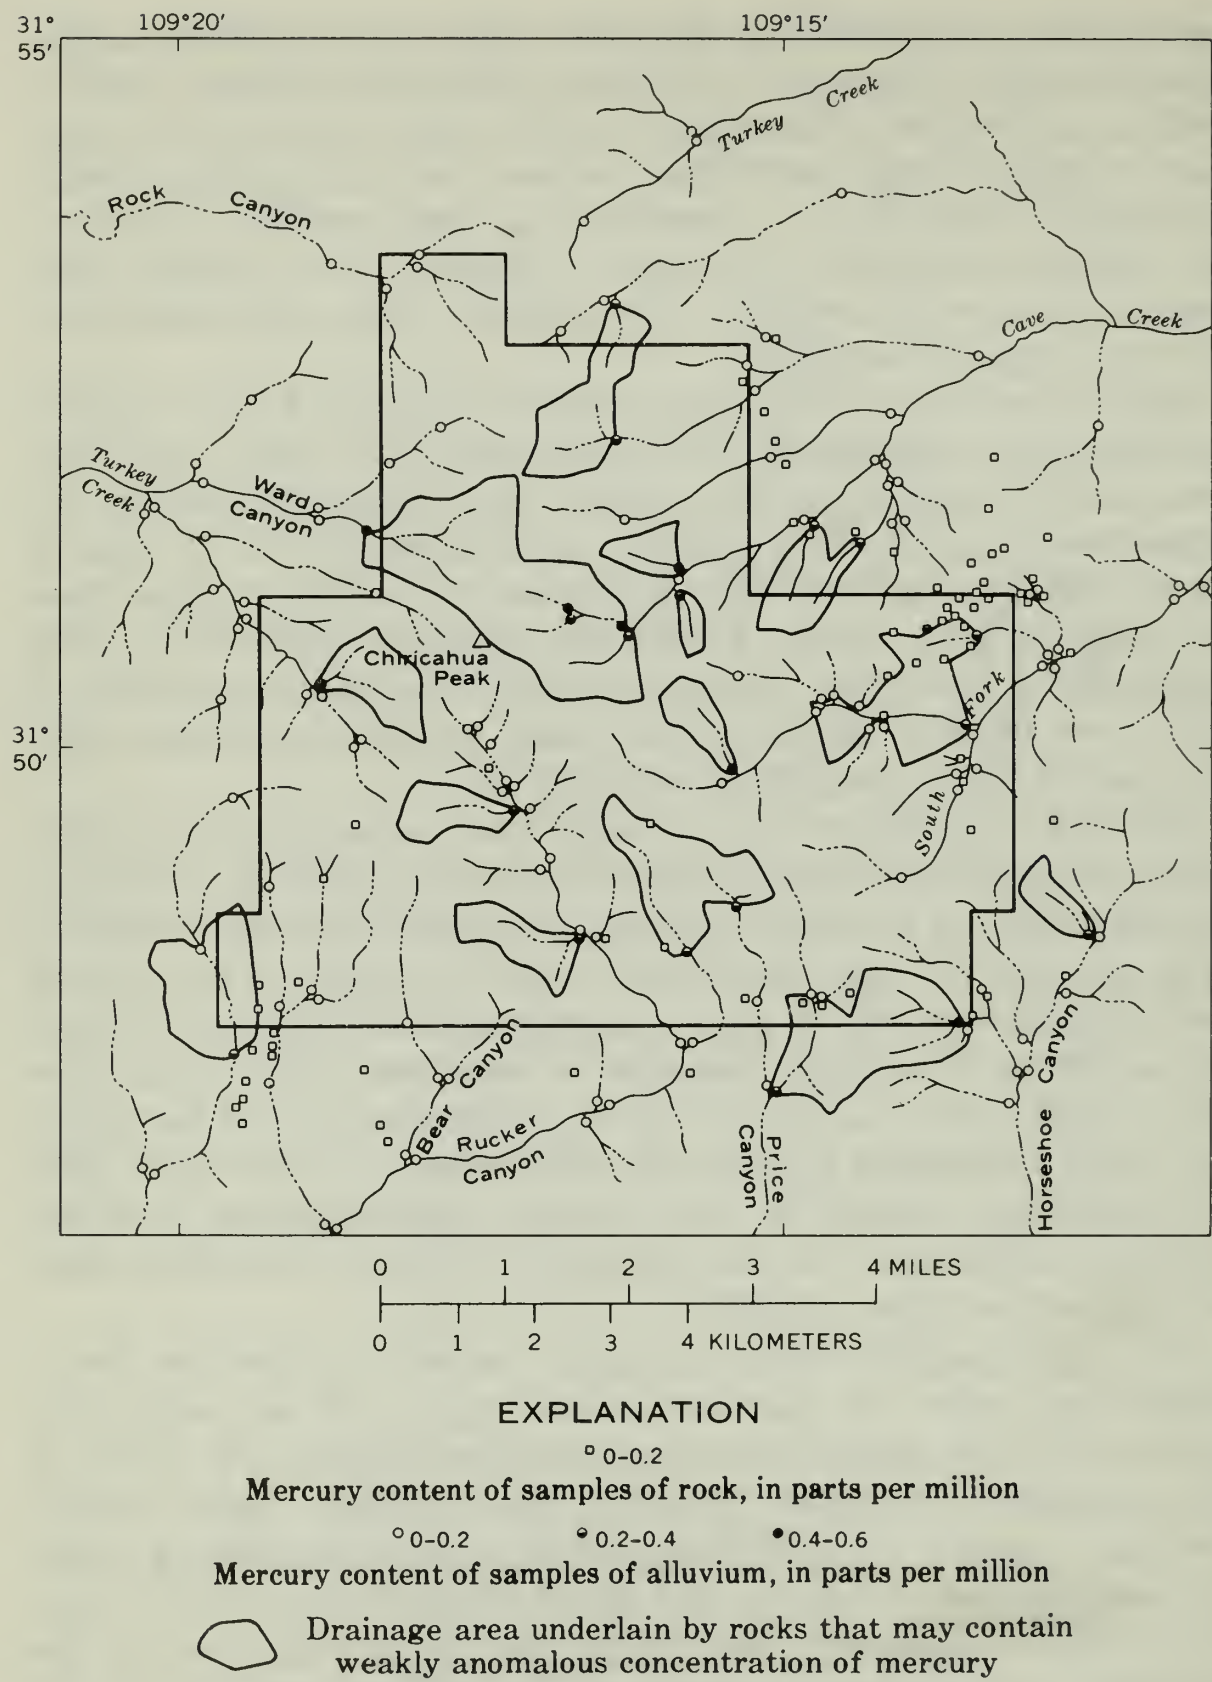 31° 109°20' 109°15'
55'
Turkey Creek
Rock Canyon
Cave Creek
Turkey
Creek
Ward
Canyon
Chiricahua
Peak
31°
50'
South Fork
Bear Canyon
Rucker
Canyon
Price
Canyon
Horseshoe Canyon
0 1 2 3 4 MILES
0 1 2 3 4 KILOMETERS
EXPLANATION
0-0.2
Mercury content of samples of rock, in parts per million
0-0.2 0.2-0.4 0.4-0.6
Mercury content of samples of alluvium, in parts per million
Drainage area underlain by rocks that may contain
weakly anomalous concentration of mercury